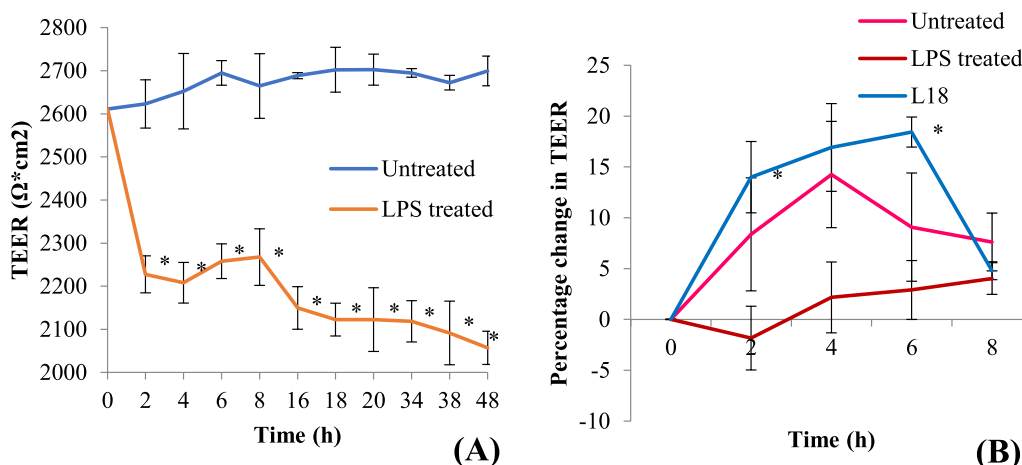 2800
2700
2600
2500
2400
2300
2200
2100
2000
TEER (Ω*cm2)
Untreated
LPS treated
* * * * * * * * * *
0 2 4 6 8 16 18 20 34 38 48
Time (h)
(A)
Untreated
LPS treated
L18
25
20
15
10
5
0
-5
-10
Percentage change in TEER
* *
0 2 4 6 8
Time (h)
(B)